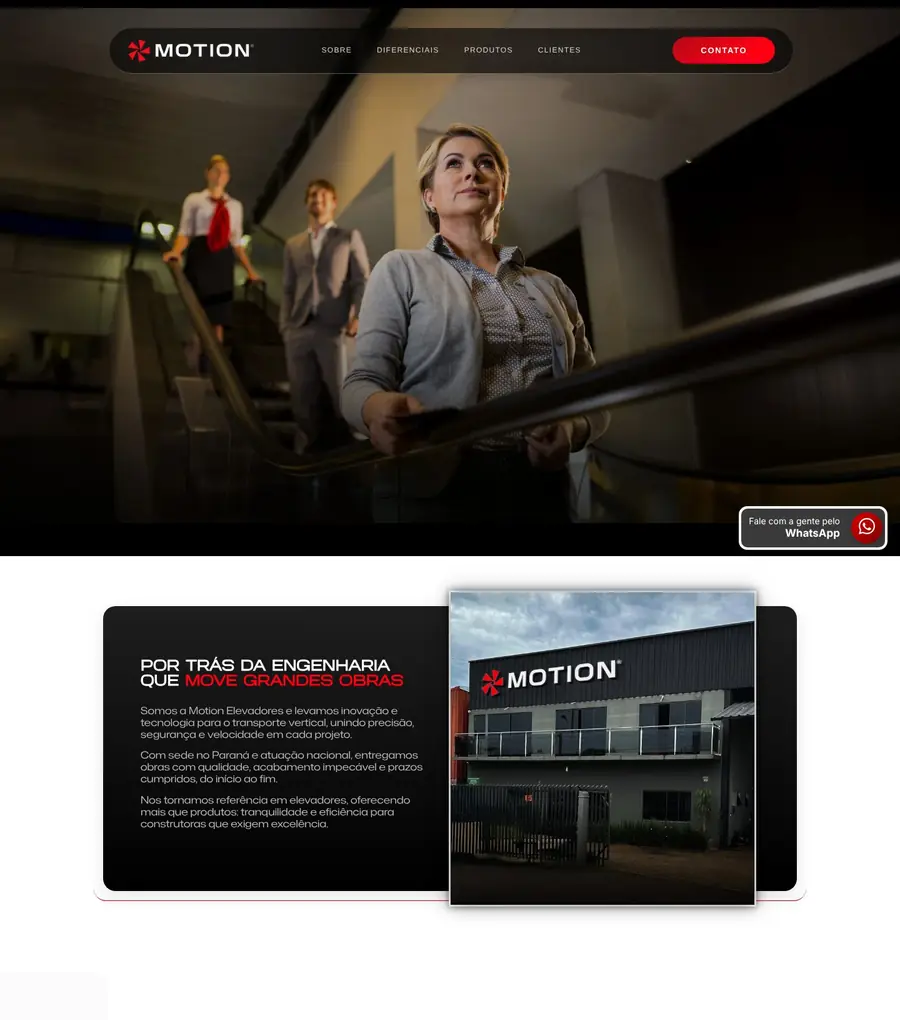 MOTION®
SOBRE
DIFERENCIAIS
PRODUTOS
CLIENTES
CONTATO
Fale com a gente pelo
WhatsApp
POR TRÁS DA ENGENHARIA
QUE MOVE GRANDES OBRAS
Somos a Motion Elevadores e levamos inovação e
tecnologia para o transporte vertical, unindo precisão,
segurança e velocidade em cada projeto.
Com sede no Paraná e atuação nacional, entregamos
obras com qualidade, acabamento impecável e prazos
cumpridos, do início ao fim.
Nos tornamos referência em elevadores, oferecendo
mais que produtos: tranquilidade e eficiência para
construtoras que exigem excelência.
MOTION®